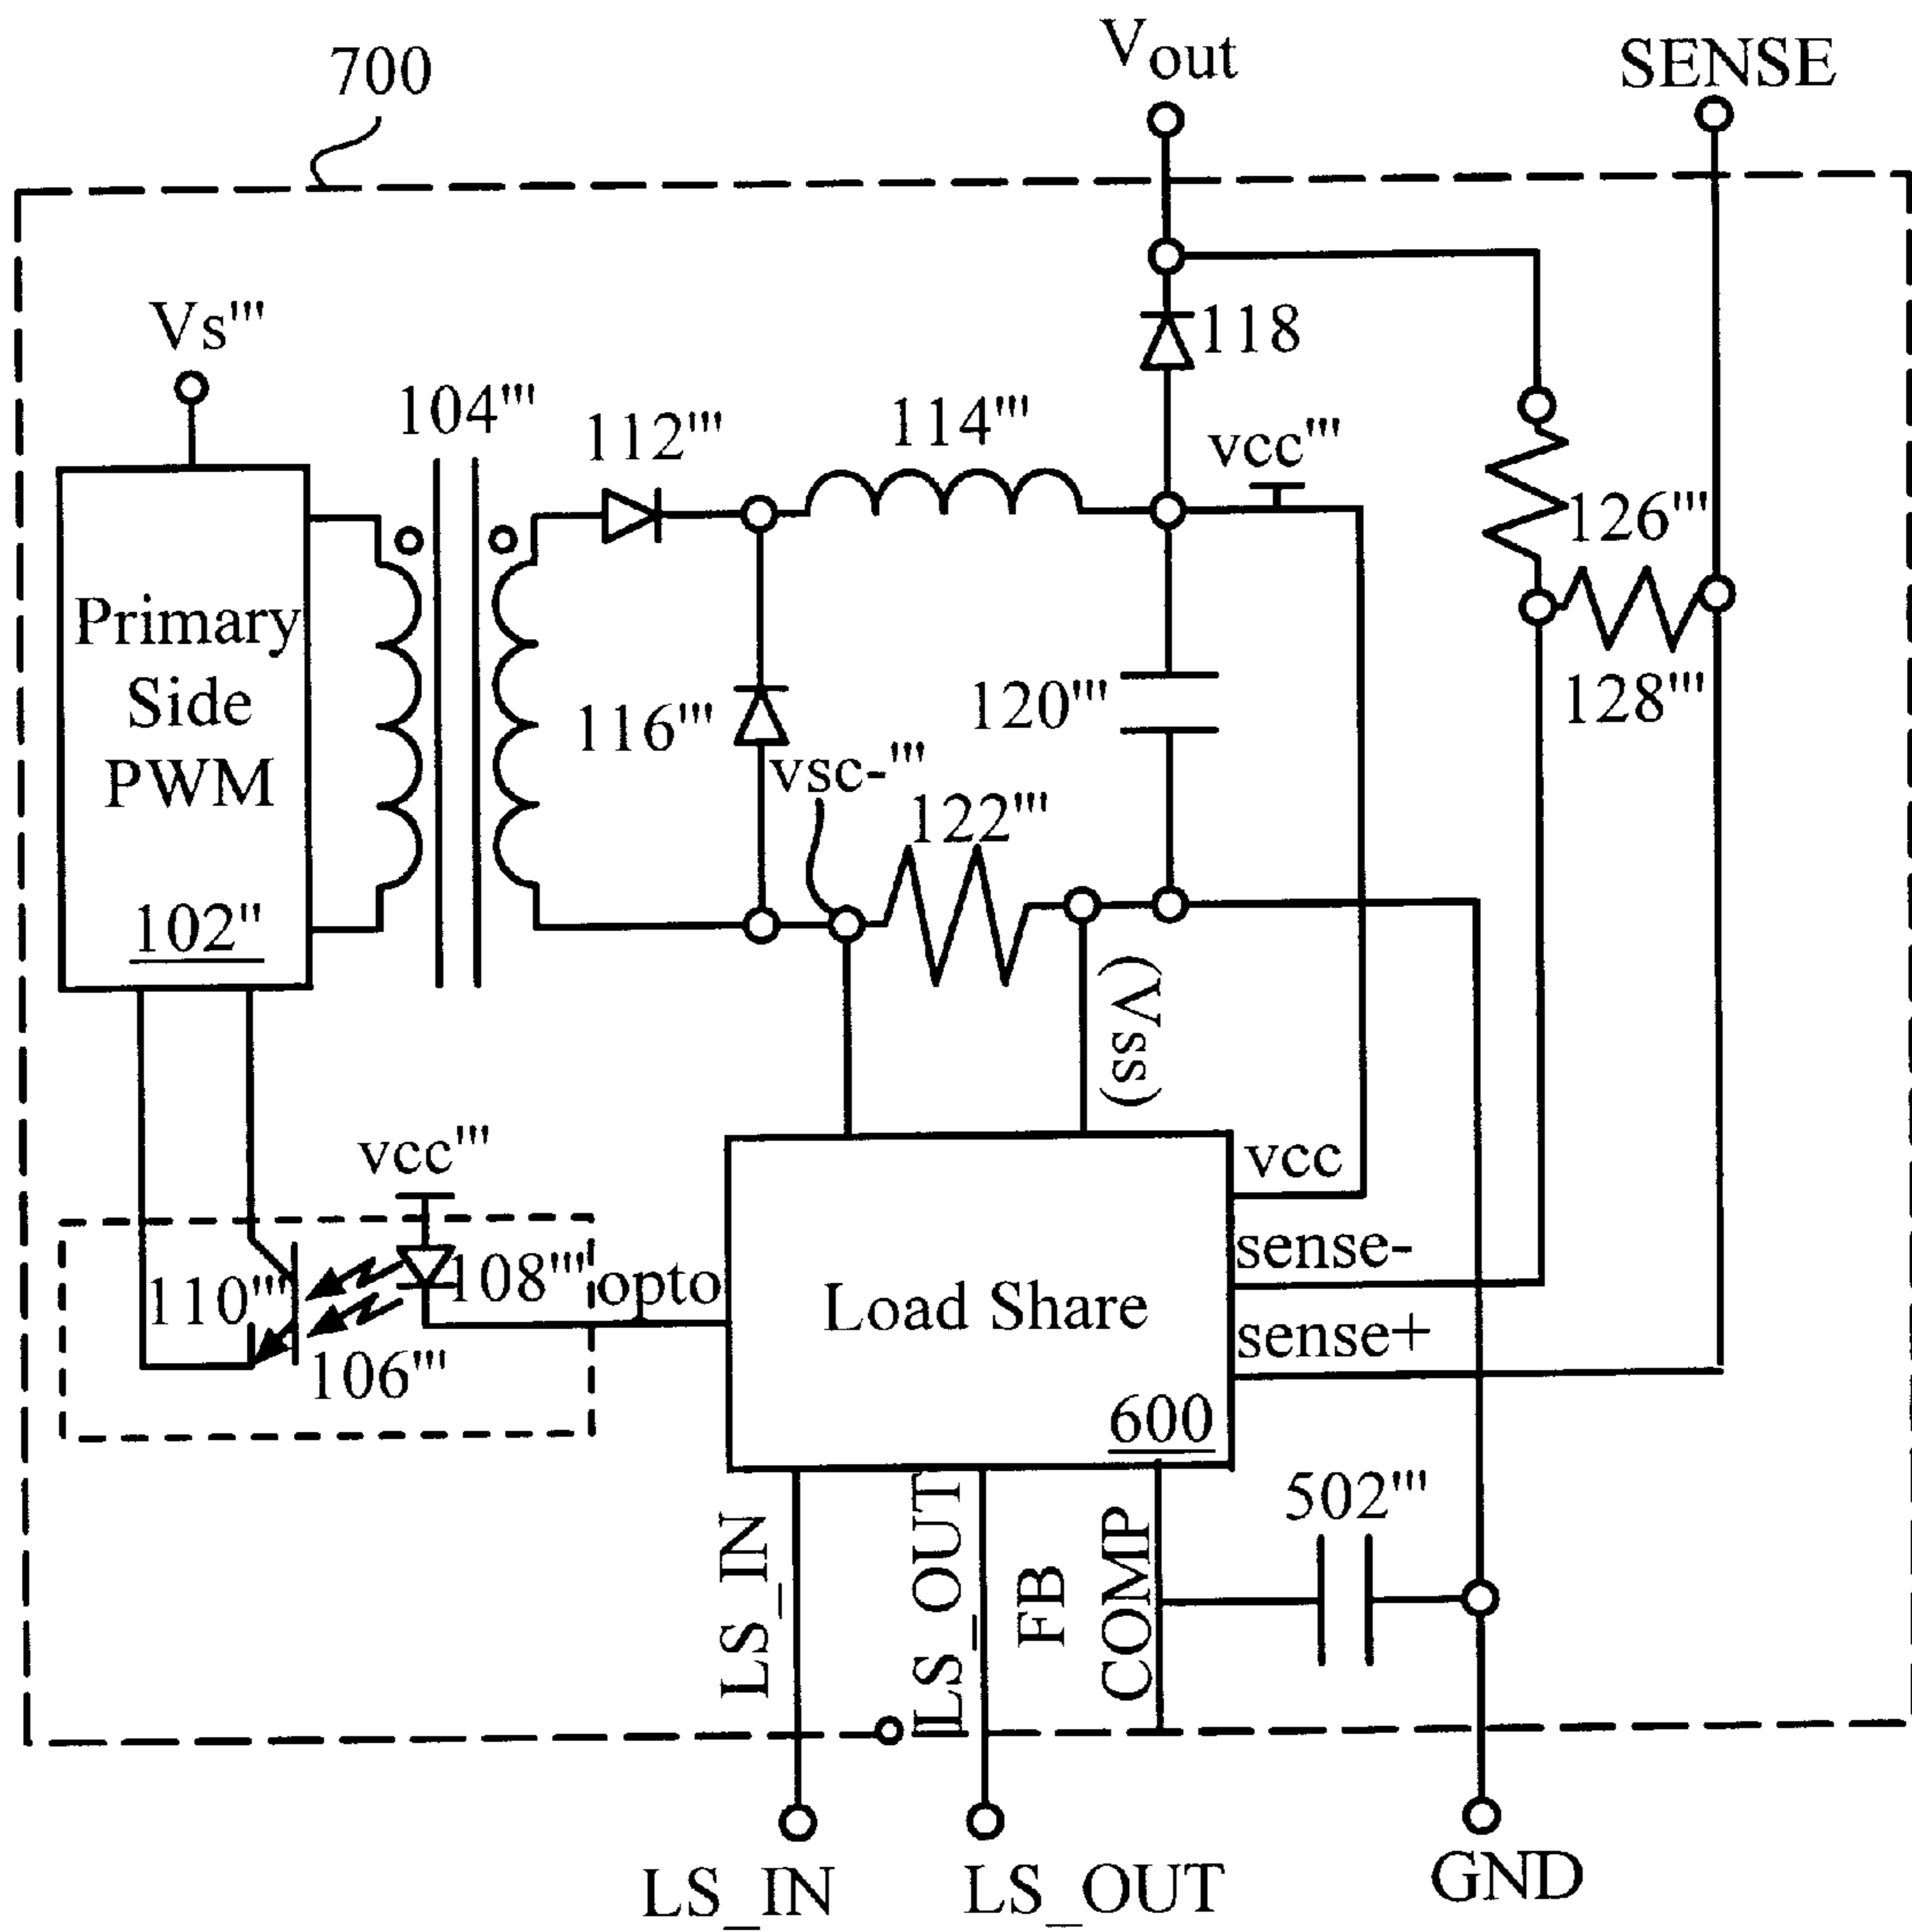 700
Vout
SENSE
Vs'''
118
104'''
112'''
114'''
vcc'''
126'''
Primary
Side
PWM
102''
116'''
120'''
128'''
vsc-'''
122'''
(Vss)
vcc'''
vcc
sense-
110'''
108'''
opto
Load Share
sense+
106'''
600
502'''
LS_IN
LS_OUT
FB
COMP
LS_IN
LS_OUT
GND